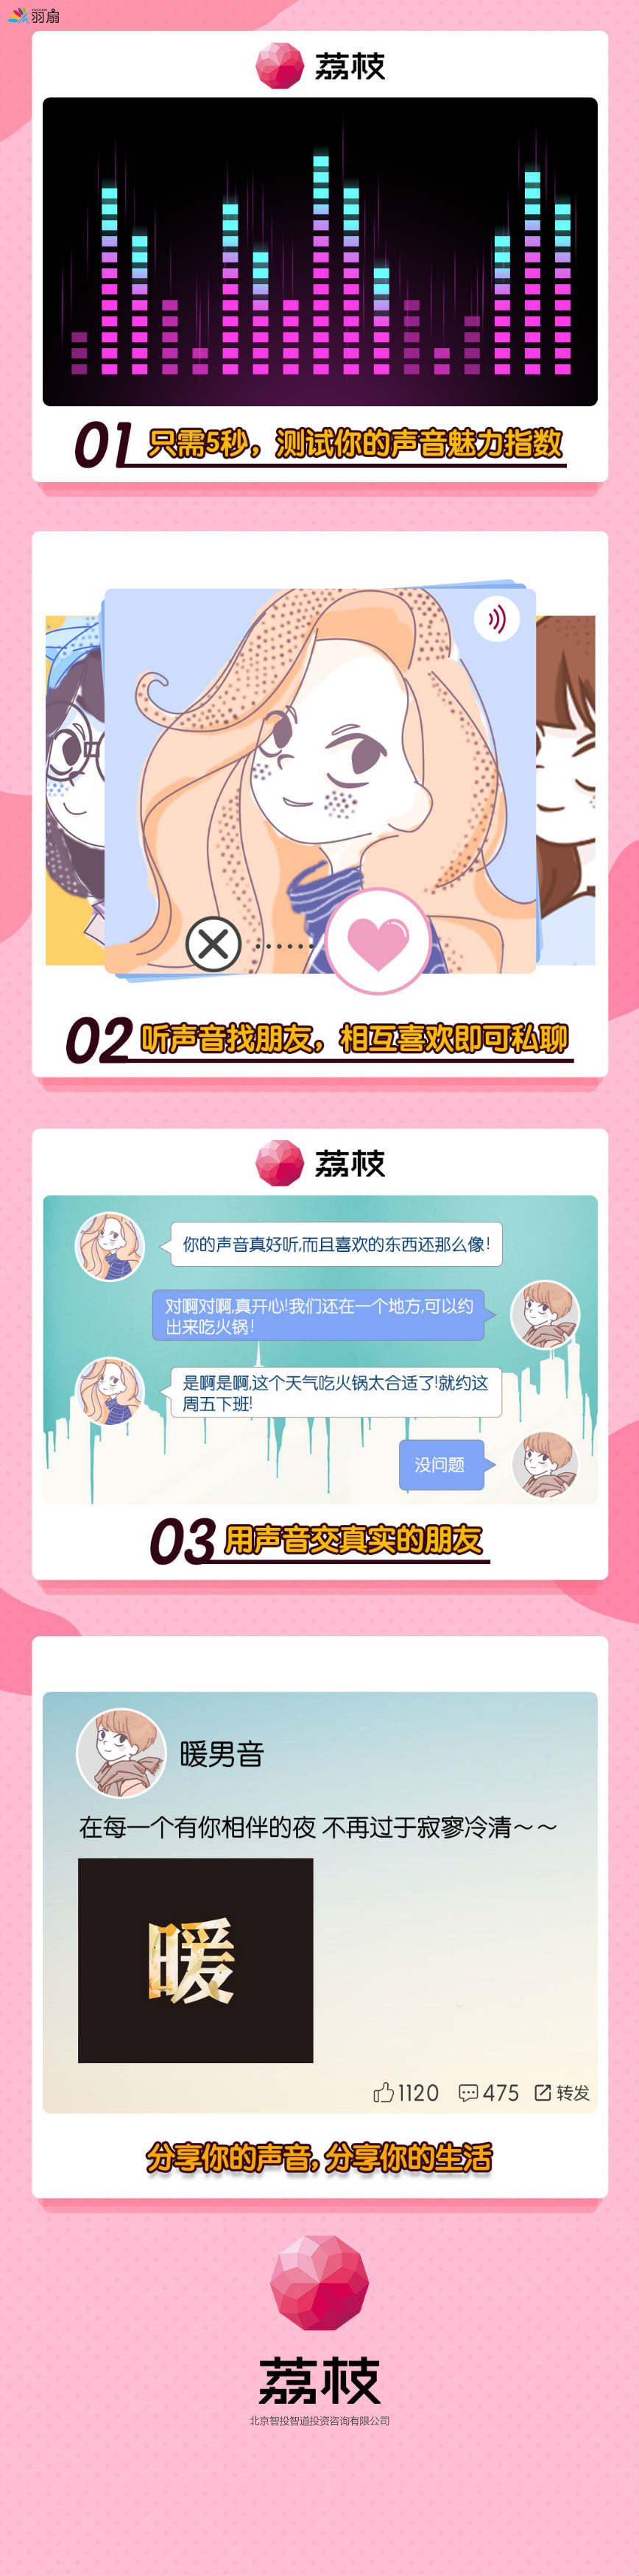 羽扇
荔枝
01 只需5秒，测试你的声音魅力指数
02 听声音找朋友，相互喜欢即可私聊
荔枝
你的声音真好听,而且喜欢的东西还那么像!
对啊对啊,真开心!我们还在一个地方,可以约
出来吃火锅!
是啊是啊,这个天气吃火锅太合适了!就约这
周五下班!
没问题
03 用声音交真实的朋友
暖男音
在每一个有你相伴的夜 不再过于寂寥冷清～～
暖
1120 475 转发
分享你的声音,分享你的生活
荔枝
北京智投智道投资咨询有限公司